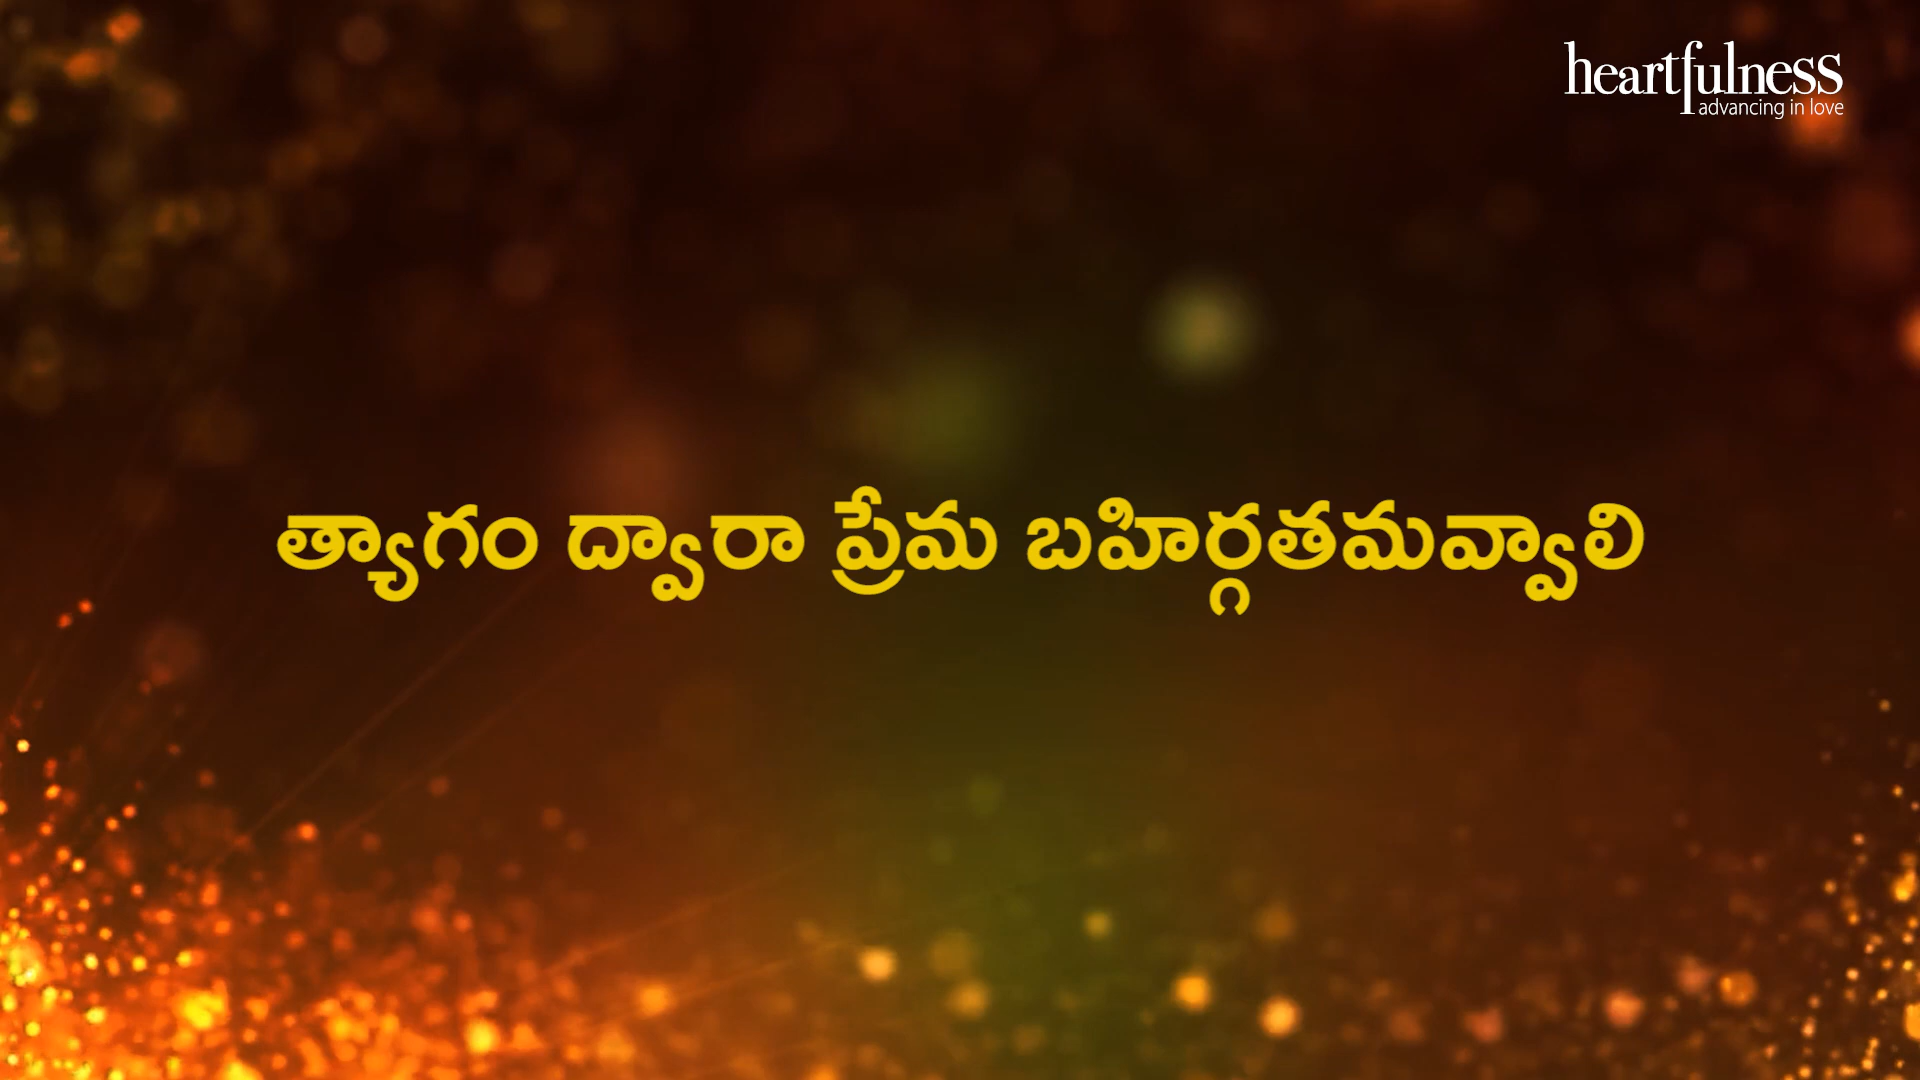 heartfulness
advancing in love
త్యాగం ద్వారా ప్రేమ బహిర్గతమవ్వాలి